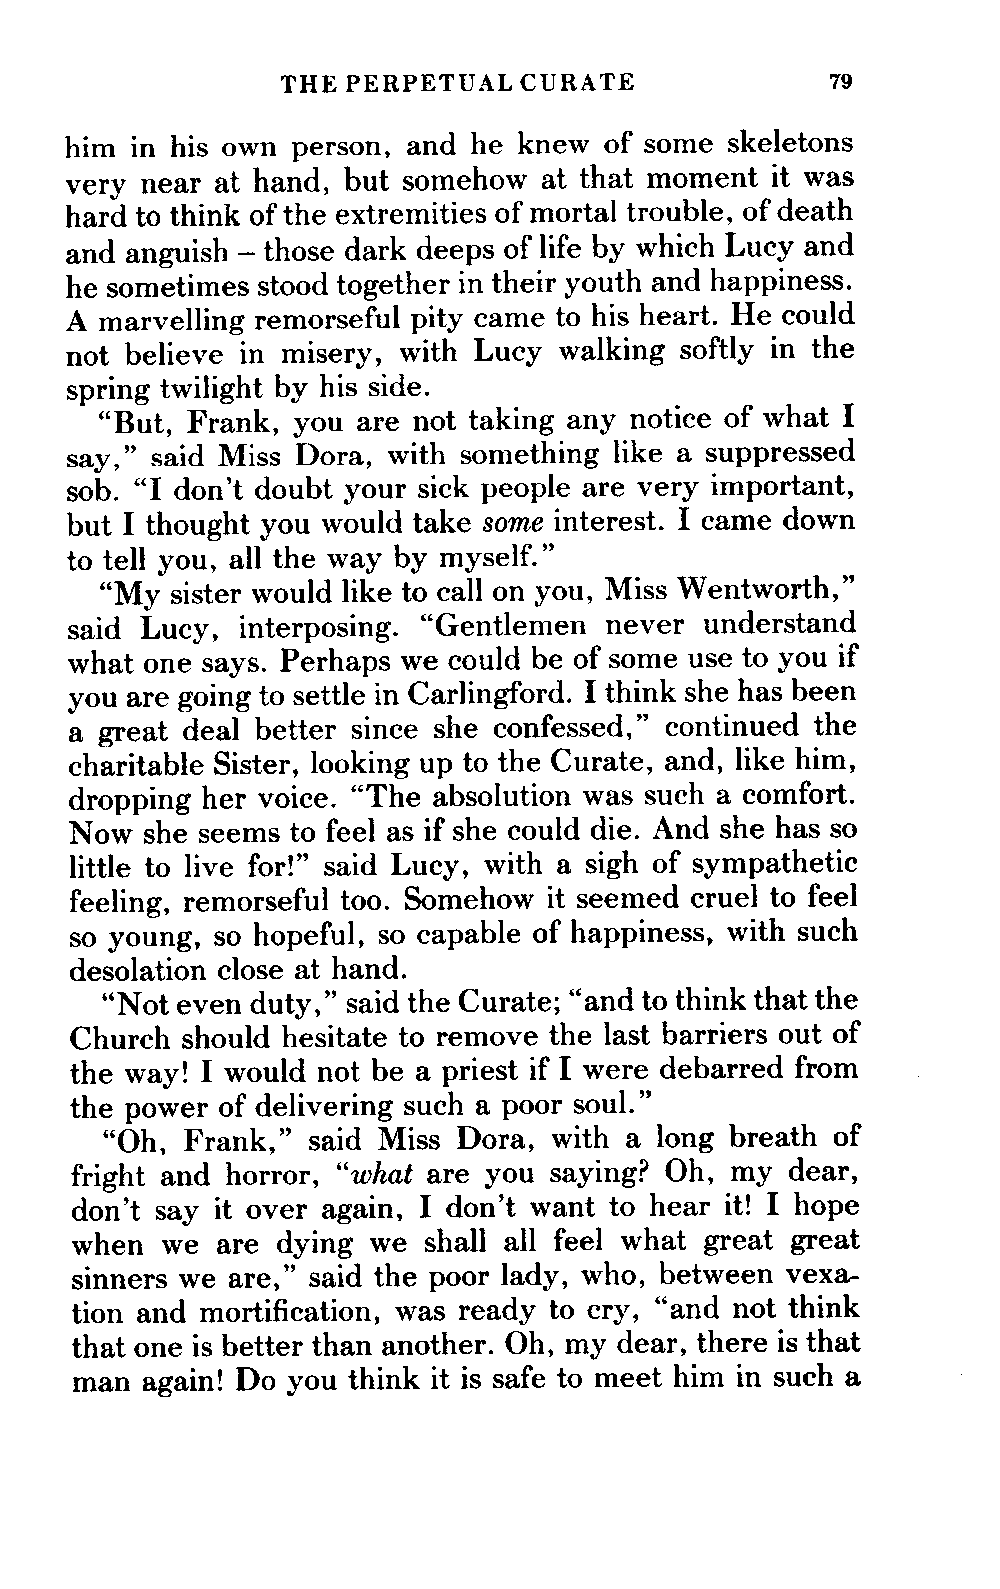 THE PERPETUAL CURATE 79
him in his own person, and he knew of some skeletons
very near at hand, but somehow at that moment it was
hard to think of the extremities of mortal trouble, of death
and anguish – those dark deeps of life by which Lucy and
he sometimes stood together in their youth and happiness.
A marvelling remorseful pity came to his heart. He could
not believe in misery, with Lucy walking softly in the
spring twilight by his side.
“But, Frank, you are not taking any notice of what I
say,” said Miss Dora, with something like a suppressed
sob. “I don’t doubt your sick people are very important,
but I thought you would take some interest. I came down
to tell you, all the way by myself.”
“My sister would like to call on you, Miss Wentworth,”
said Lucy, interposing. “Gentlemen never understand
what one says. Perhaps we could be of some use to you if
you are going to settle in Carlingford. I think she has been
a great deal better since she confessed,” continued the
charitable Sister, looking up to the Curate, and, like him,
dropping her voice. “The absolution was such a comfort.
Now she seems to feel as if she could die. And she has so
little to live for!” said Lucy, with a sigh of sympathetic
feeling, remorseful too. Somehow it seemed cruel to feel
so young, so hopeful, so capable of happiness, with such
desolation close at hand.
“Not even duty,” said the Curate; “and to think that the
Church should hesitate to remove the last barriers out of
the way! I would not be a priest if I were debarred from
the power of delivering such a poor soul.”
“Oh, Frank,” said Miss Dora, with a long breath of
fright and horror, “what are you saying? Oh, my dear,
don’t say it over again, I don’t want to hear it! I hope
when we are dying we shall all feel what great great
sinners we are,” said the poor lady, who, between vexa-
tion and mortification, was ready to cry, “and not think
that one is better than another. Oh, my dear, there is that
man again! Do you think it is safe to meet him in such a